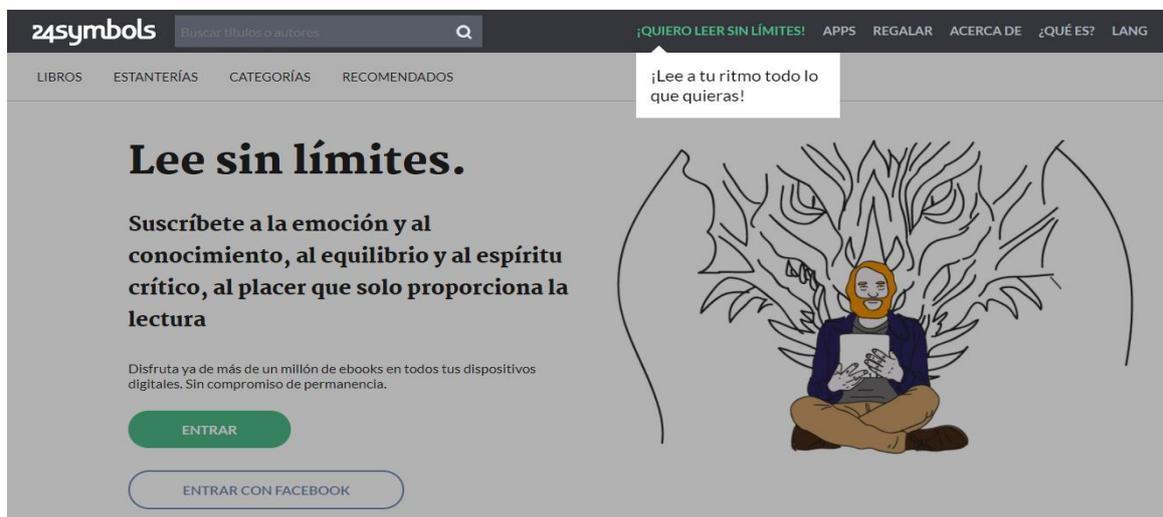 24symbols
Buscar títulos o autores
¡QUIERO LEER SIN LÍMITES! APPS REGALAR ACERCA DE ¿QUÉ ES? LANG
LIBROS ESTANTERÍAS CATEGORÍAS RECOMENDADOS
¡Lee a tu ritmo todo lo
que quieras!
Lee sin límites.
Suscríbete a la emoción y al
conocimiento, al equilibrio y al espíritu
crítico, al placer que solo proporciona la
lectura
Disfruta ya de más de un millón de ebooks en todos tus dispositivos
digitales. Sin compromiso de permanencia.
ENTRAR
ENTRAR CON FACEBOOK